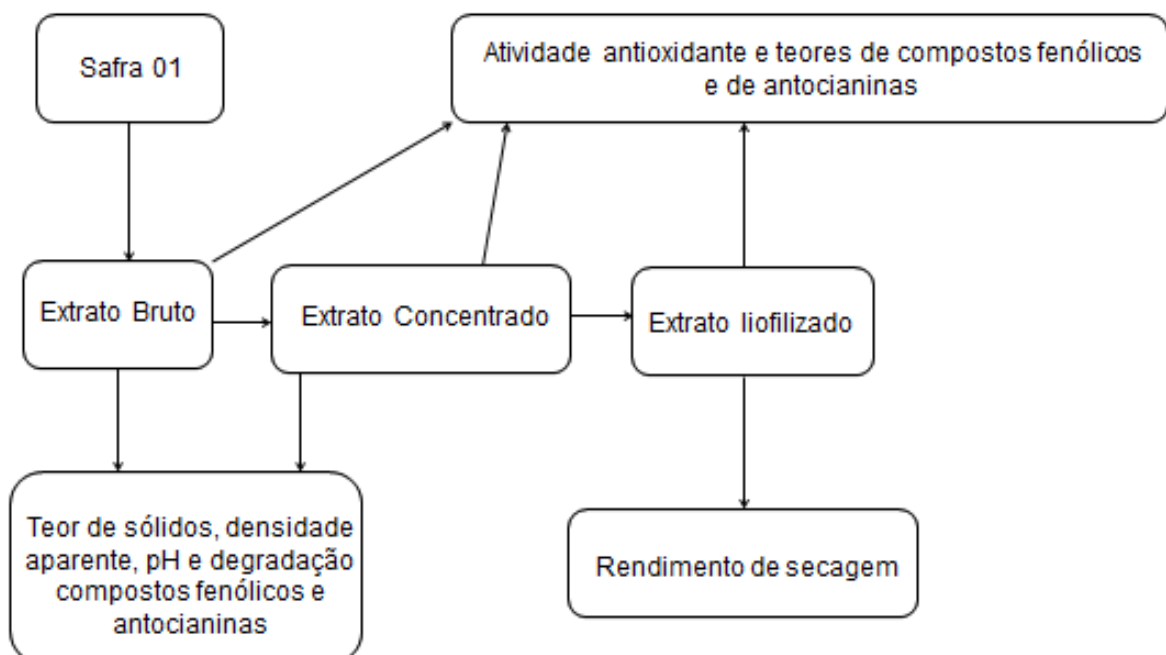 Safra 01
Atividade antioxidante e teores de compostos fenólicos
e de antocianinas
Extrato Bruto
Extrato Concentrado
Extrato liofilizado
Teor de sólidos, densidade
aparente, pH e degradação
compostos fenólicos e
antocianinas
Rendimento de secagem